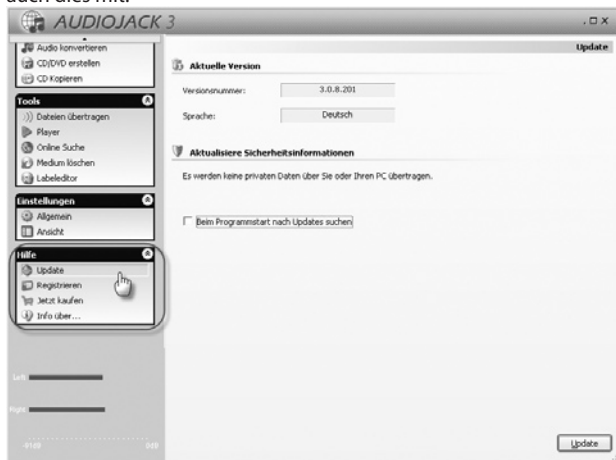 auch dies mit.
AUDIOJACK 3
Update
Audio konvertieren
CD/DVD erstellen
CD Kopieren
Tools
Dateien übertragen
Player
Online Suche
Medium löschen
Labeleditor
Einstellungen
Allgemein
Ansicht
Hilfe
Update
Registrieren
Jetzt kaufen
Info über...
Left
Right
-91dB 0dB
Aktuelle Version
Versionsnummer: 3.0.8.201
Sprache: Deutsch
Aktualisiere Sicherheitsinformationen
Es werden keine privaten Daten über Sie oder Ihren PC übertragen.
Beim Programmstart nach Updates suchen
Update